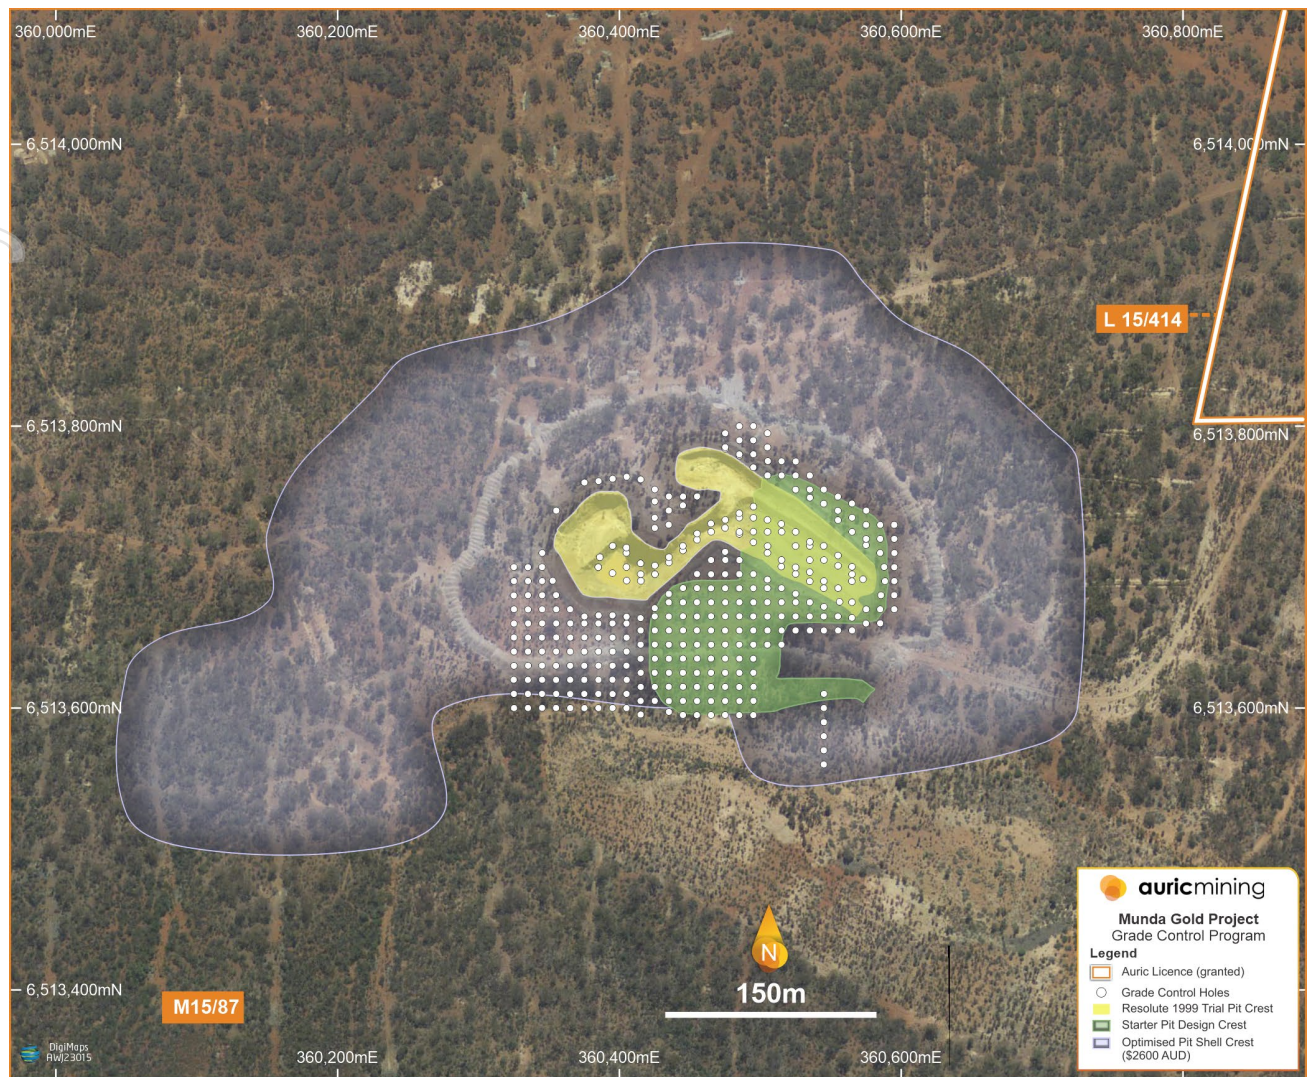 360,000mE
360,200mE
360,400mE
360,600mE
360,800mE
6,514,000mN
6,514,000mN
L 15/414
6,513,800mN
6,513,800mN
6,513,600mN
6,513,600mN
auricmining
Munda Gold Project
Grade Control Program
Legend
Auric Licence (granted)
Grade Control Holes
Resolute 1999 Trial Pit Crest
Starter Pit Design Crest
Optimised Pit Shell Crest
($2600 AUD)
N
150m
6,513,400mN
M15/87
DigiMaps
AWJ23015
360,200mE
360,400mE
360,600mE